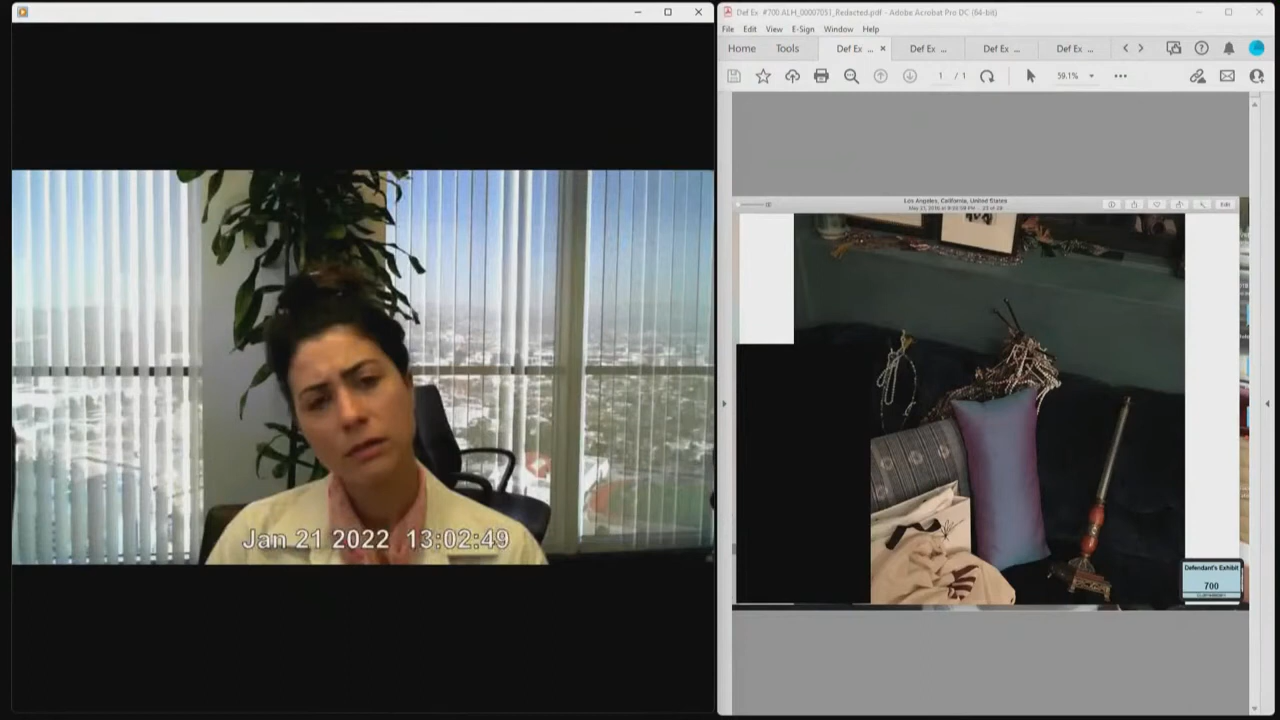 Def Ex #700 ALH_00007051_Redacted.pdf - Adobe Acrobat Pro DC (64-bit)
File Edit View E-Sign Window Help
Home Tools Def Ex ... × Def Ex ... Def Ex ... Def Ex ...
1 / 1 59.1%
Los Angeles, California, United States
Edit
Jan 21 2022 13:02:49
Defendant's Exhibit
700